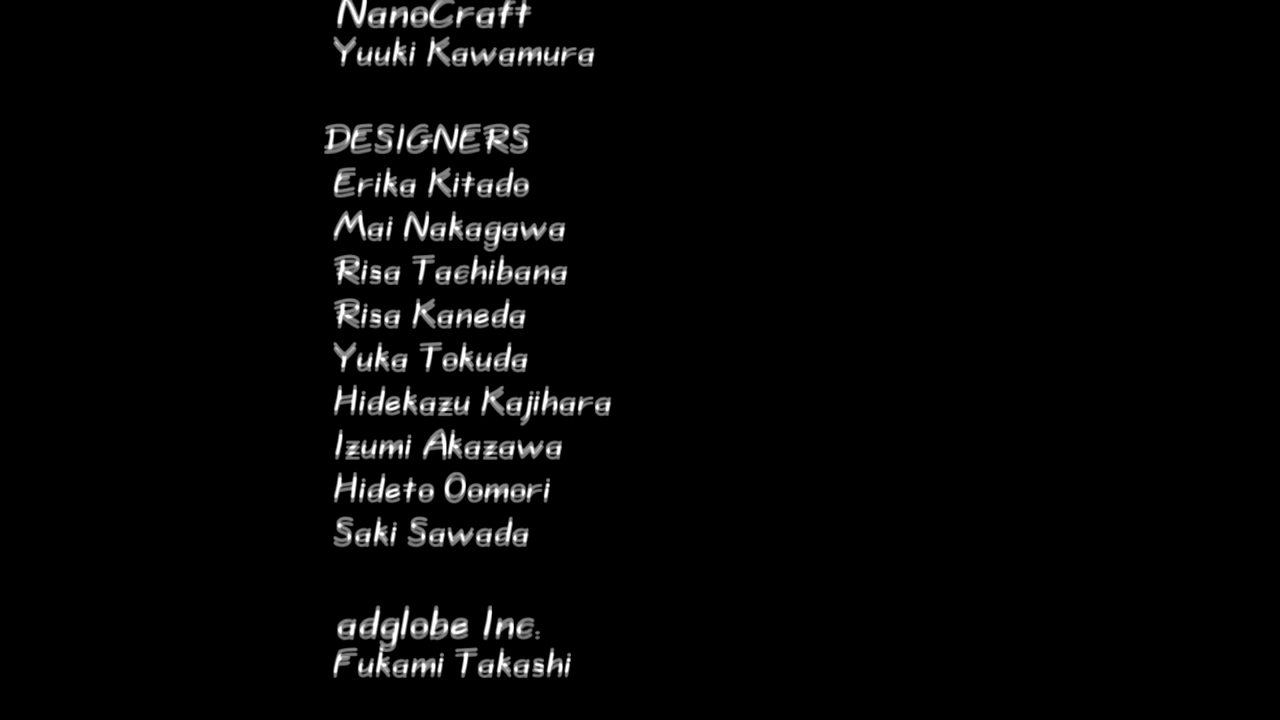 NanoCraft
Yuuki Kawamura
DESIGNERS
Erika Kitado
Mai Nakagawa
Risa Tachibana
Risa Kaneda
Yuka Tokuda
Hidekazu Kajihara
Izumi Akazawa
Hideto Oomori
Saki Sawada
adglobe Inc.
Fukami Takashi